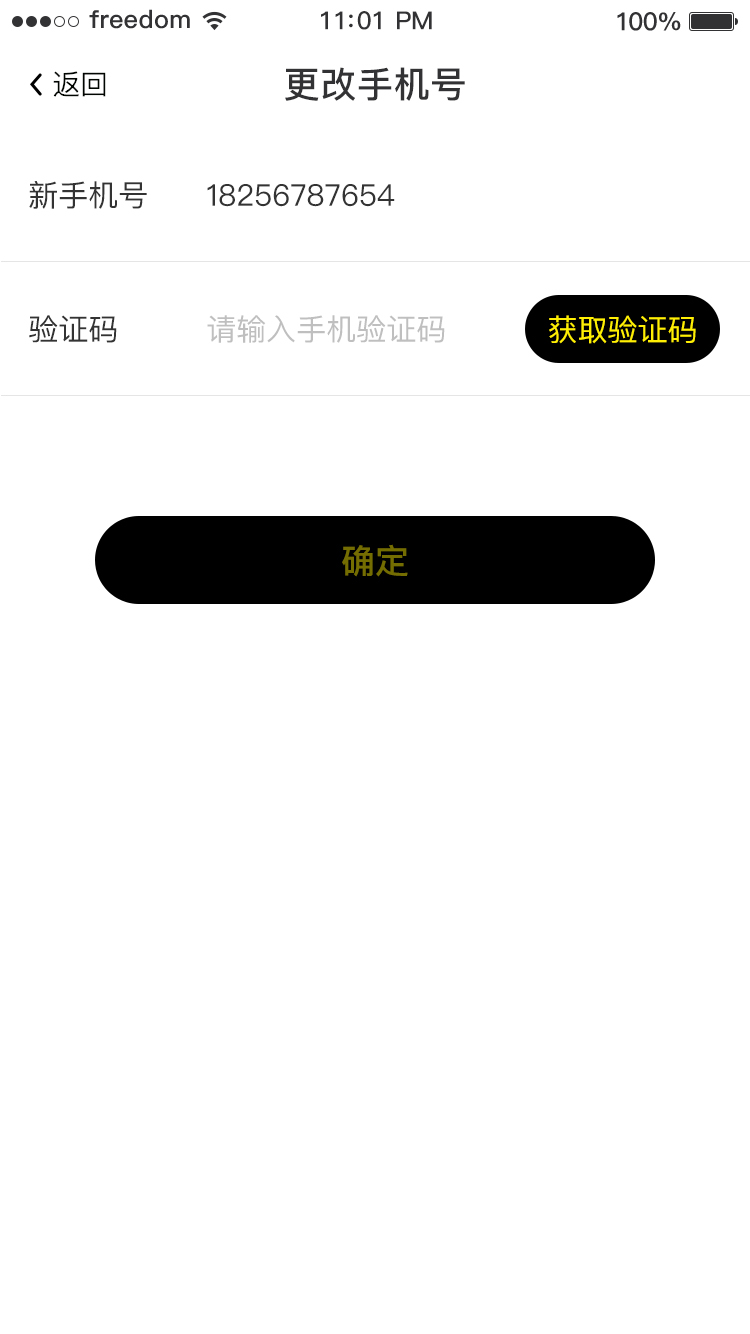 freedom 11:01 PM 100%
返回 更改手机号
新手机号 18256787654
验证码 请输入手机验证码 获取验证码
确定